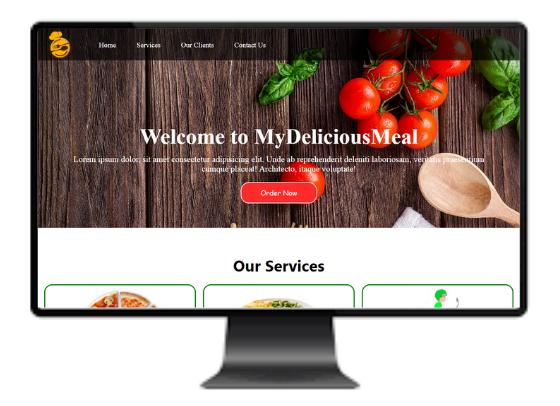 Home Services Our Clients Contact Us
Welcome to MyDeliciousMeal
Lorem ipsum dolor, sit amet consectetur adipisicing elit. Unde ab reprehenderit deleniti laboriosam, veritatis praesentium
cumque placeat! Architecto, itaque voluptate!
Order Now
Our Services